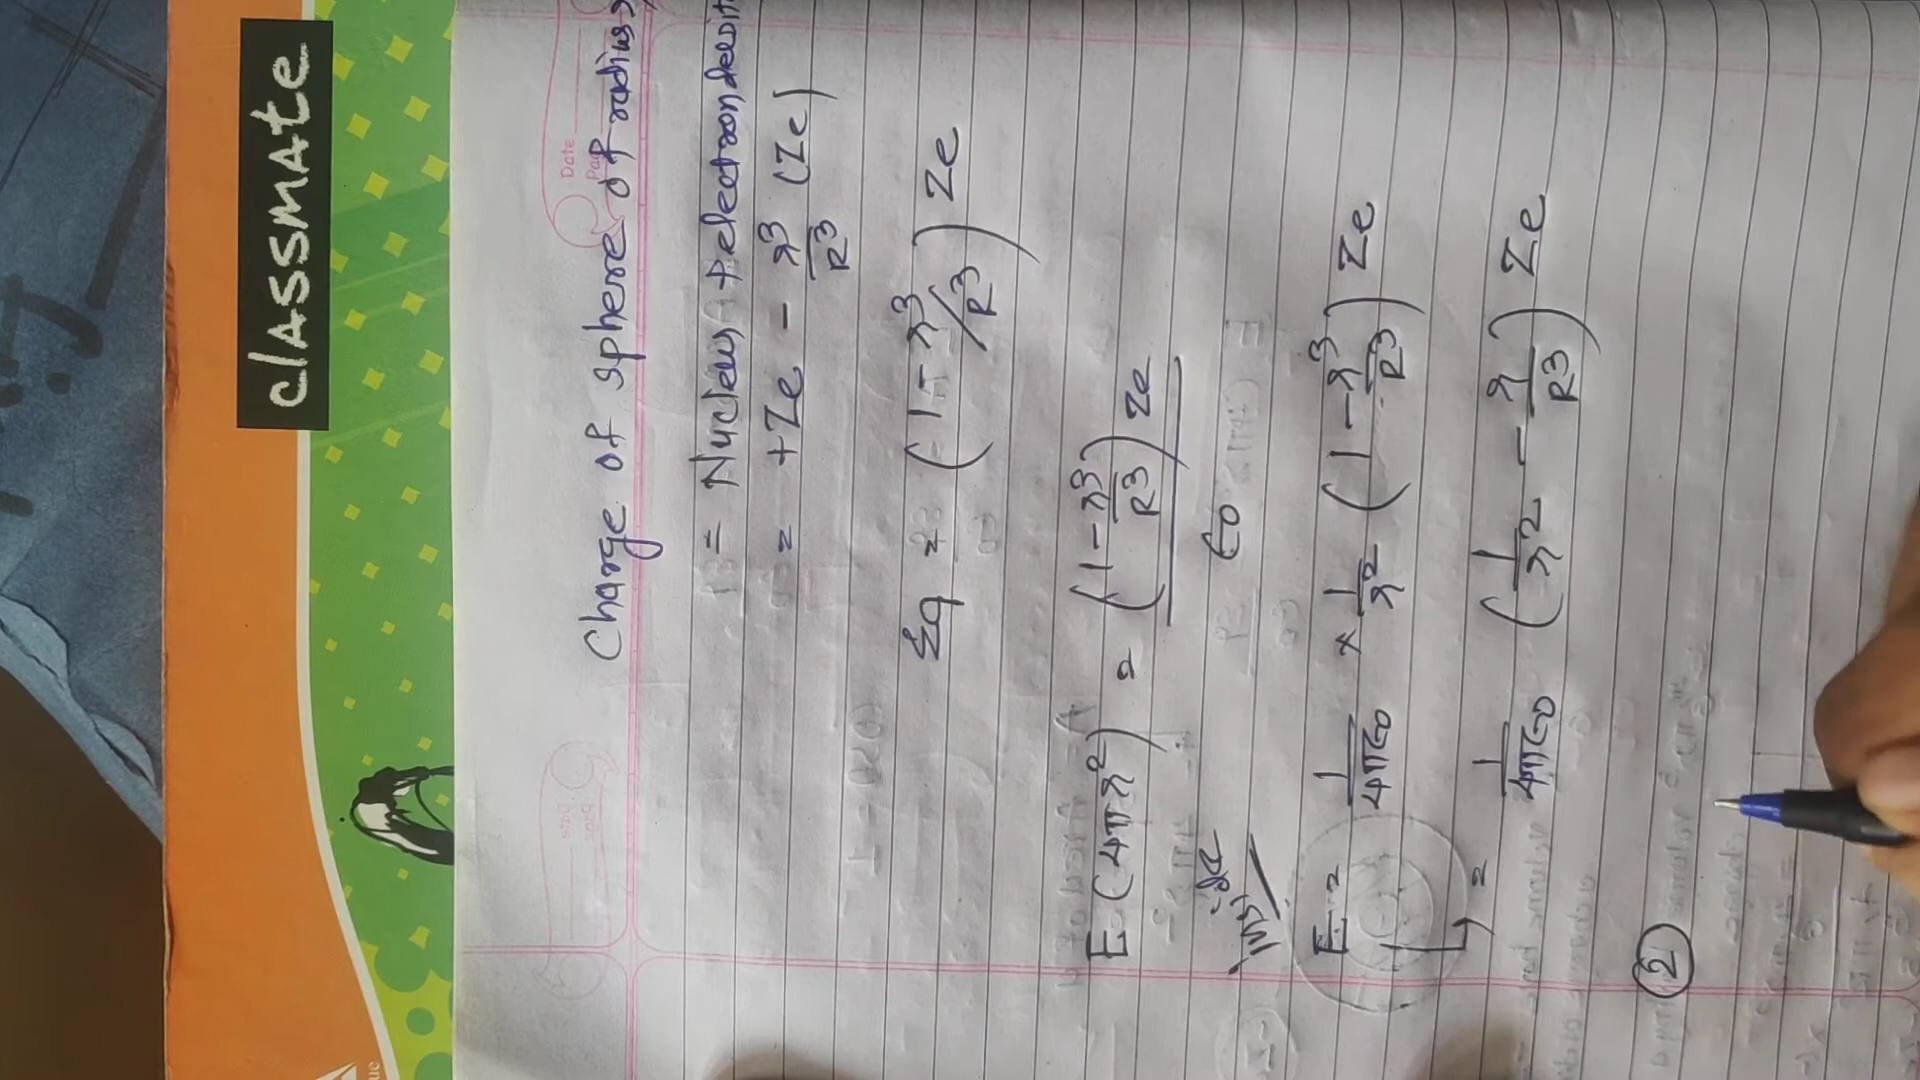 classmate
Date
Charge of sphere of radius
= Nucleus + electron
= +Ze - r³/R³ (Ze)
Σq = (1 - r³/R³) Ze
E (4πr²) = (1 - r³/R³) Ze / ϵ0
inside
E = 1/4πϵ0 × 1/r² (1 - r³/R³) Ze
↳ = 1/4πϵ0 (1/r² - r/R³) Ze
②